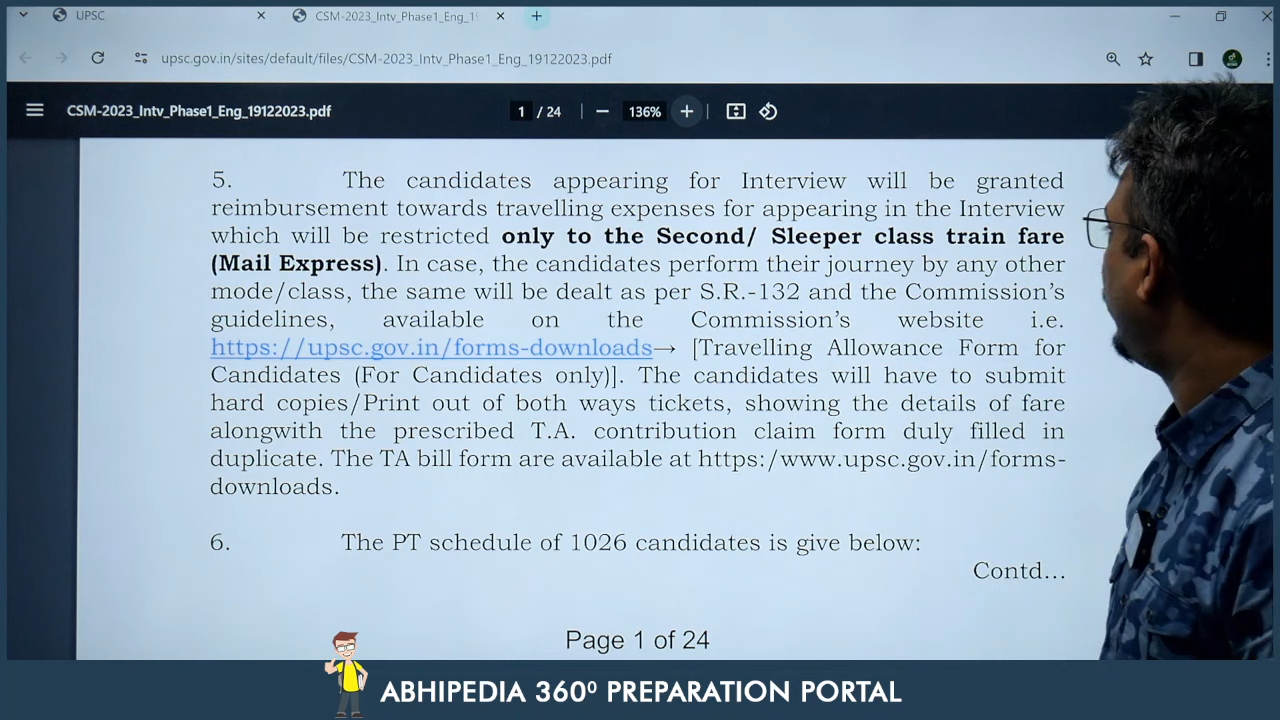 UPSC
CSM-2023_Intv_Phase1_Eng_1
upsc.gov.in/sites/default/files/CSM-2023_Intv_Phase1_Eng_19122023.pdf
CSM-2023_Intv_Phase1_Eng_19122023.pdf
1 / 24
136%
5. The candidates appearing for Interview will be granted
reimbursement towards travelling expenses for appearing in the Interview
which will be restricted only to the Second/ Sleeper class train fare
(Mail Express). In case, the candidates perform their journey by any other
mode/class, the same will be dealt as per S.R.-132 and the Commission's
guidelines, available on the Commission's website i.e.
https://upsc.gov.in/forms-downloads→ [Travelling Allowance Form for
Candidates (For Candidates only)]. The candidates will have to submit
hard copies/Print out of both ways tickets, showing the details of fare
alongwith the prescribed T.A. contribution claim form duly filled in
duplicate. The TA bill form are available at https:/www.upsc.gov.in/forms-
downloads.
6. The PT schedule of 1026 candidates is give below:
Contd...
Page 1 of 24
ABHIPEDIA 360⁰ PREPARATION PORTAL